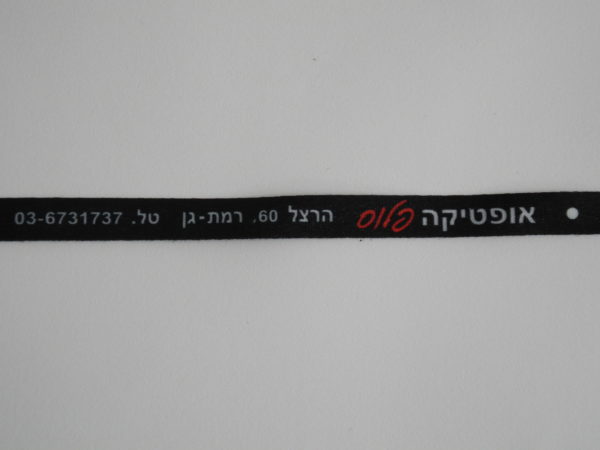 אופטיקה פלוס הרצל 60, רמת-גן טל. 03-6731737